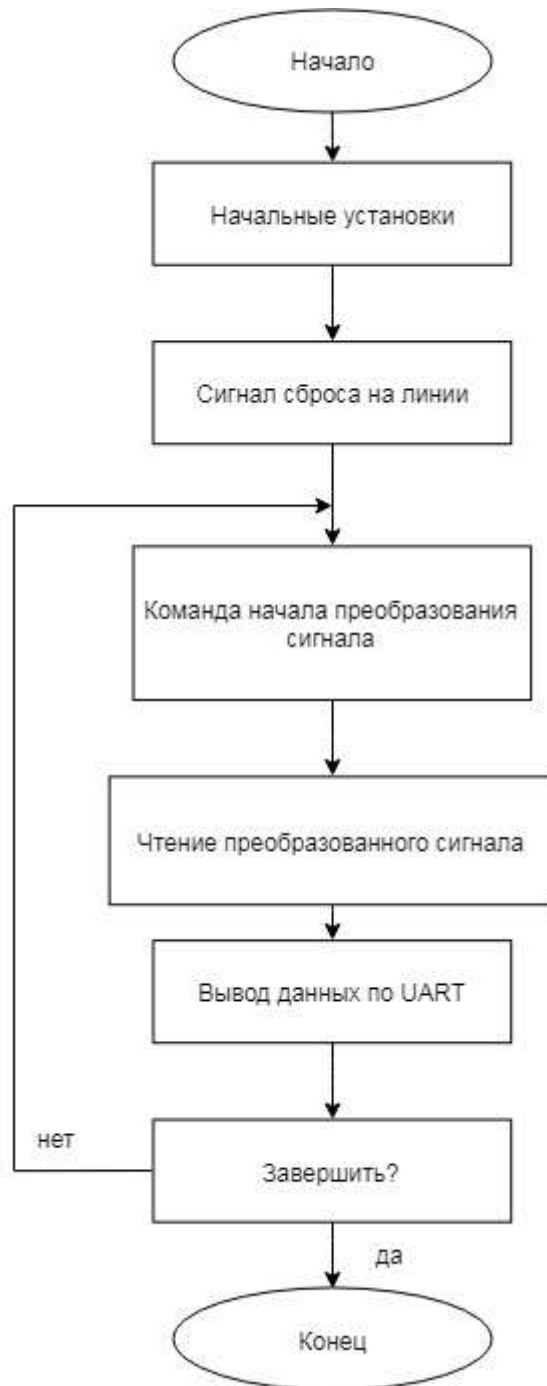 Начало
Начальные установки
Сигнал сброса на линии
Команда начала преобразования
сигнала
Чтение преобразованного сигнала
Вывод данных по UART
нет
Завершить?
да
Конец